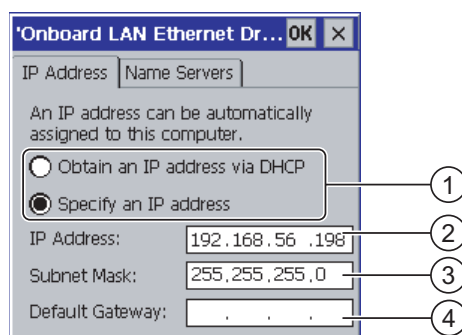 'Onboard LAN Ethernet Dr... OK ×
IP Address Name Servers
An IP address can be automatically
assigned to this computer.
Obtain an IP address via DHCP
Specify an IP address
1
IP Address: 192.168.56 .198
2
Subnet Mask: 255.255.255.0
3
Default Gateway: . . .
4